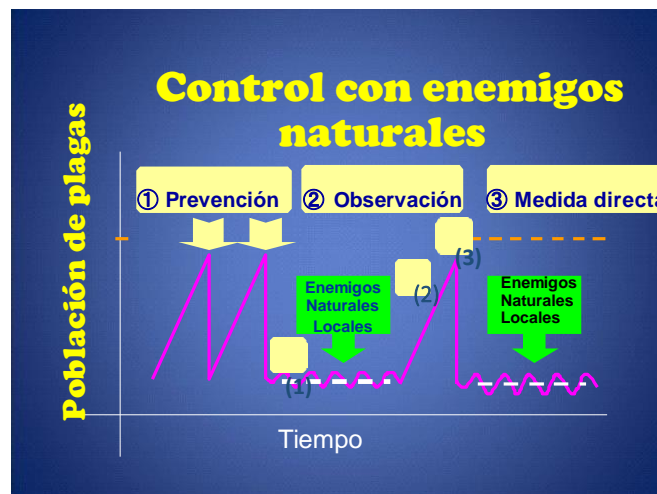 Control con enemigos
naturales
Población de plagas
① Prevención
② Observación
③ Medida directa
(3)
(2)
Enemigos
Naturales
Locales
Enemigos
Naturales
Locales
(1)
Tiempo